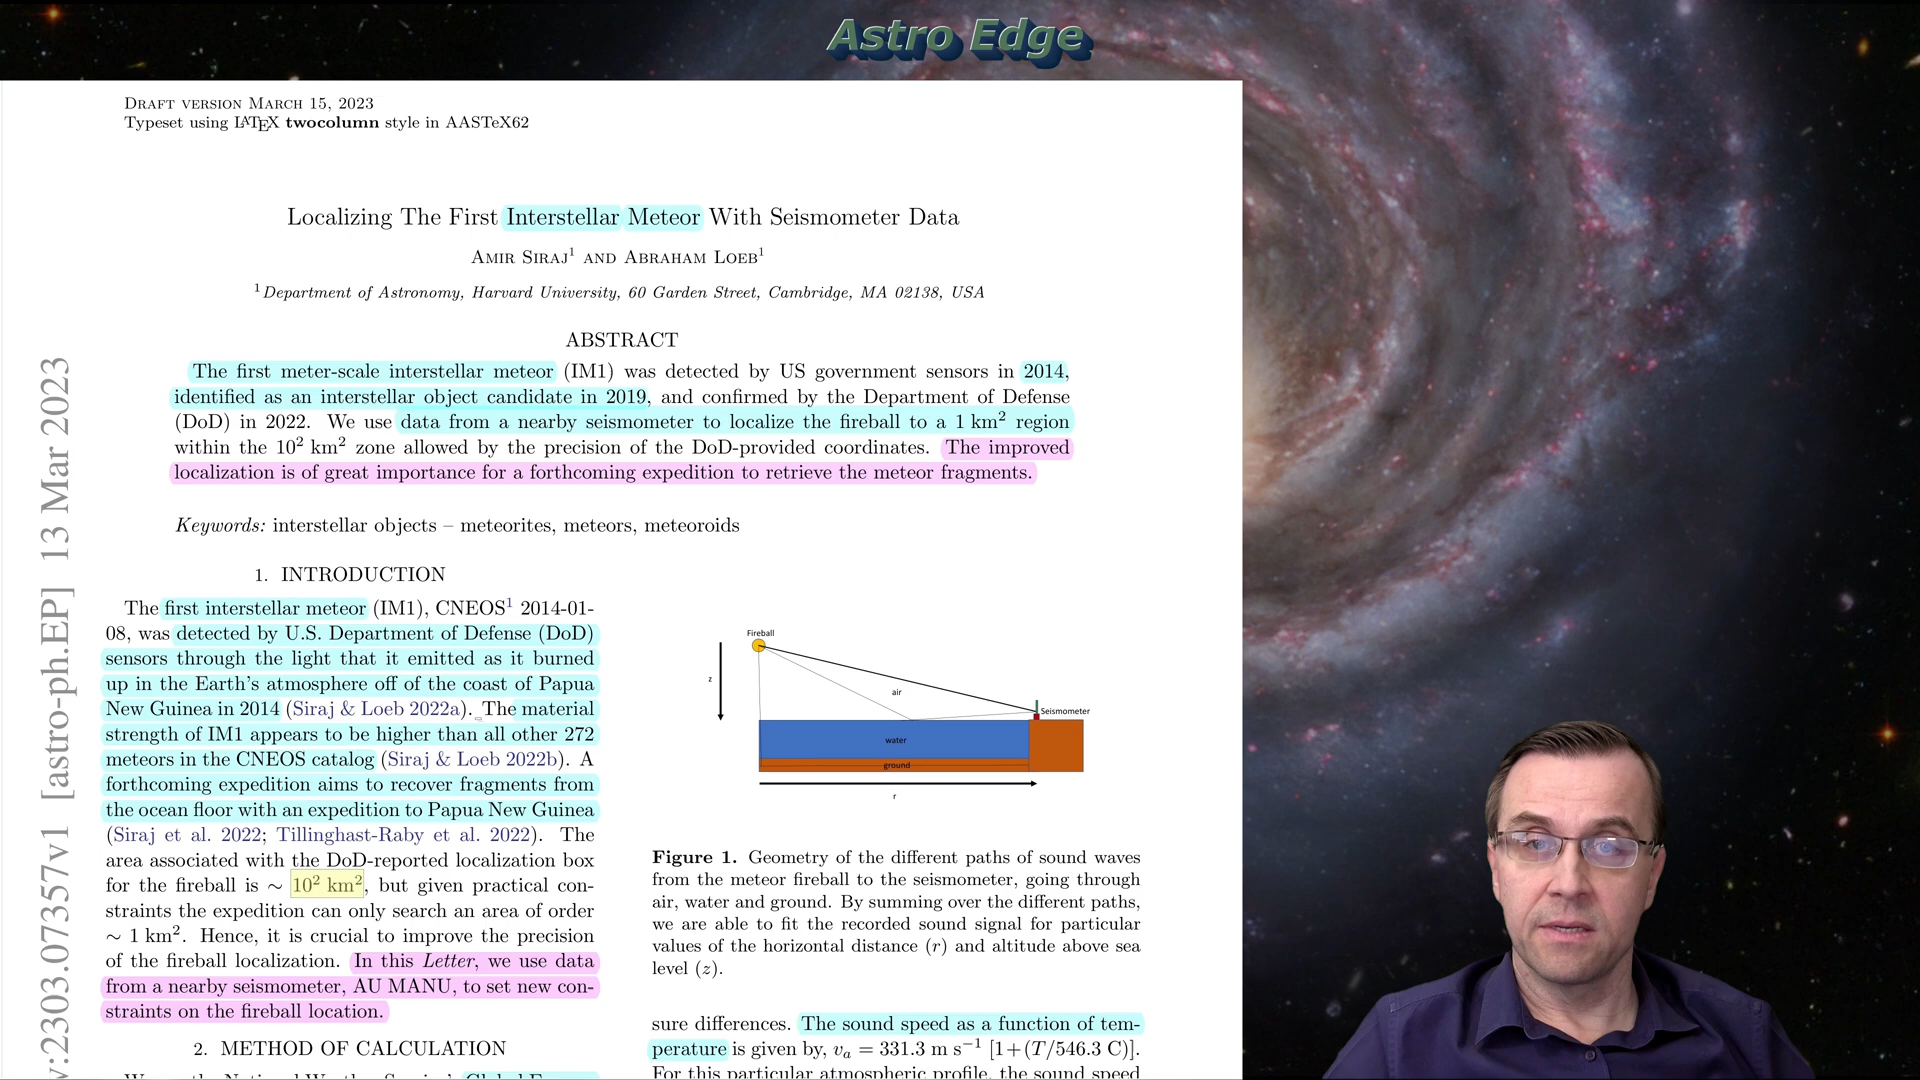 Astro Edge
DRAFT VERSION MARCH 15, 2023
Typeset using LATEX twocolumn style in AASTeX62
Localizing The First Interstellar Meteor With Seismometer Data
AMIR SIRAJ¹ AND ABRAHAM LOEB¹
¹Department of Astronomy, Harvard University, 60 Garden Street, Cambridge, MA 02138, USA
ABSTRACT
The first meter-scale interstellar meteor (IM1) was detected by US government sensors in 2014,
identified as an interstellar object candidate in 2019, and confirmed by the Department of Defense
(DoD) in 2022. We use data from a nearby seismometer to localize the fireball to a 1 km² region
within the 10² km² zone allowed by the precision of the DoD-provided coordinates. The improved
localization is of great importance for a forthcoming expedition to retrieve the meteor fragments.
Keywords: interstellar objects – meteorites, meteors, meteoroids
v:2303.07357v1 [astro-ph.EP] 13 Mar 2023
1. INTRODUCTION
The first interstellar meteor (IM1), CNEOS¹ 2014-01-
08, was detected by U.S. Department of Defense (DoD)
sensors through the light that it emitted as it burned
up in the Earth's atmosphere off of the coast of Papua
New Guinea in 2014 (Siraj & Loeb 2022a). The material
strength of IM1 appears to be higher than all other 272
meteors in the CNEOS catalog (Siraj & Loeb 2022b). A
forthcoming expedition aims to recover fragments from
the ocean floor with an expedition to Papua New Guinea
(Siraj et al. 2022; Tillinghast-Raby et al. 2022). The
area associated with the DoD-reported localization box
for the fireball is ∼ 10² km², but given practical con-
straints the expedition can only search an area of order
∼ 1 km². Hence, it is crucial to improve the precision
of the fireball localization. In this Letter, we use data
from a nearby seismometer, AU MANU, to set new con-
straints on the fireball location.
2. METHOD OF CALCULATION
Fireball
z
air
Seismometer
water
ground
r
Figure 1. Geometry of the different paths of sound waves
from the meteor fireball to the seismometer, going through
air, water and ground. By summing over the different paths,
we are able to fit the recorded sound signal for particular
values of the horizontal distance (r) and altitude above sea
level (z).
sure differences. The sound speed as a function of tem-
perature is given by, vₐ = 331.3 m s⁻¹ [1+(T/546.3 C)].
For this particular atmospheric profile, the sound speed